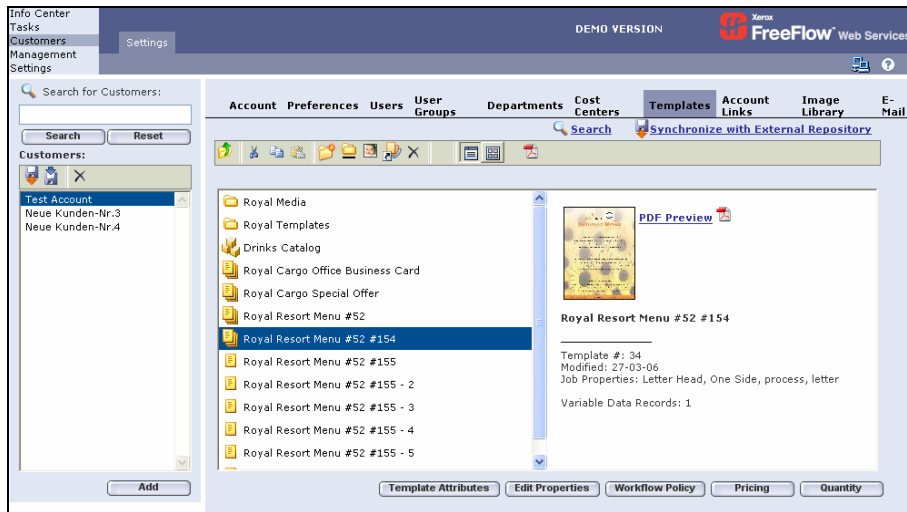 Info Center
Tasks
Customers
Management
Settings
Settings
DEMO VERSION
Xerox
FreeFlow™ Web Services
Search for Customers:
Search Reset
Customers:
Test Account
Neue Kunden-Nr.3
Neue Kunden-Nr.4
Add
Account Preferences Users User Groups Departments Cost Centers Templates Account Links Image Library E-Mail
Search Synchronize with External Repository
Royal Media
Royal Templates
Drinks Catalog
Royal Cargo Office Business Card
Royal Cargo Special Offer
Royal Resort Menu #52
Royal Resort Menu #52 #154
Royal Resort Menu #52 #155
Royal Resort Menu #52 #155 - 2
Royal Resort Menu #52 #155 - 3
Royal Resort Menu #52 #155 - 4
Royal Resort Menu #52 #155 - 5
PDF Preview
Royal Resort Menu #52 #154
Template #: 34
Modified: 27-03-06
Job Properties: Letter Head, One Side, process, letter
Variable Data Records: 1
Template Attributes Edit Properties Workflow Policy Pricing Quantity